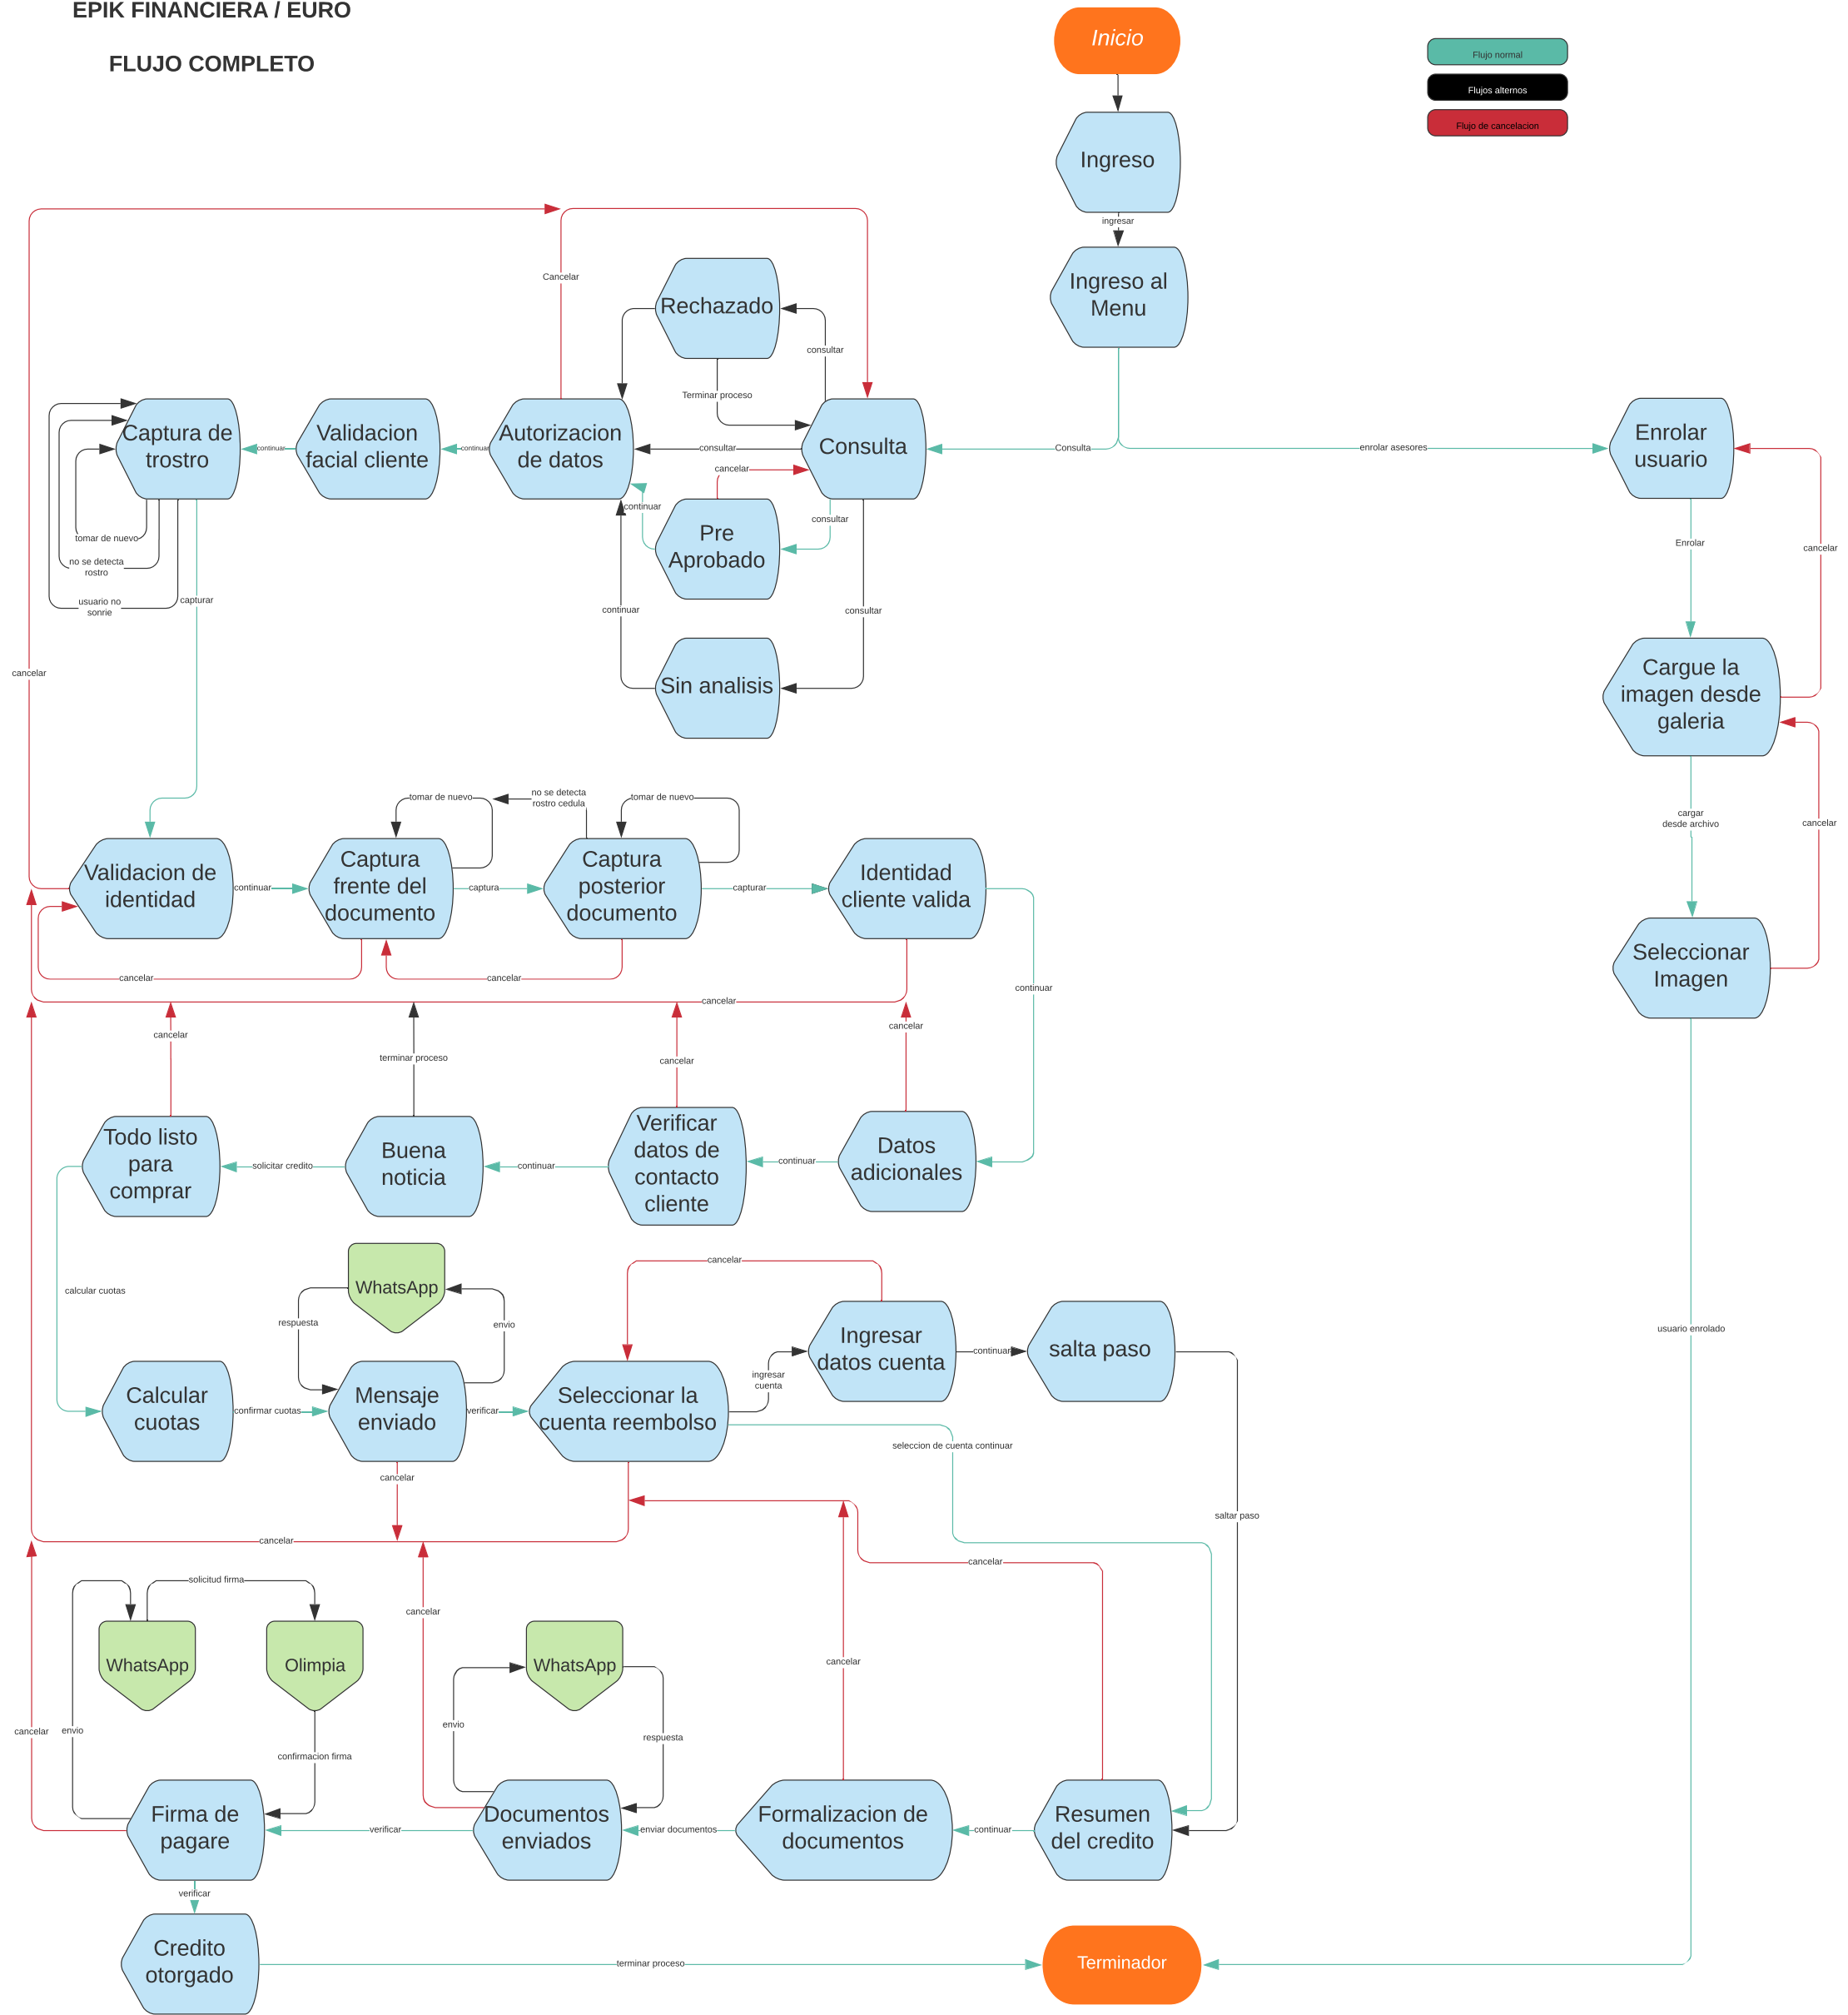 EPIK FINANCIERA / EURO
FLUJO COMPLETO
Inicio
Flujo normal
Flujos alternos
Flujo de cancelacion
Ingreso
ingresar
Ingreso al
Menu
Cancelar
Rechazado
consultar
Terminar proceso
Captura de
trostro
continuar
Validacion
facial cliente
continuar
Autorizacion
de datos
consultar
Consulta
Consulta
enrolar asesores
Enrolar
usuario
cancelar
continuar
consultar
Pre
Aprobado
tomar de nuevo
no se detecta
rostro
usuario no
sonrie
capturar
continuar
consultar
Enrolar
cancelar
cancelar
Sin analisis
Cargue la
imagen desde
galeria
tomar de nuevo
no se detecta
rostro cedula
tomar de nuevo
cargar
desde archivo
cancelar
Validacion de
identidad
continuar
Captura
frente del
documento
captura
Captura
posterior
documento
capturar
Identidad
cliente valida
Seleccionar
Imagen
cancelar
cancelar
continuar
cancelar
cancelar
terminar proceso
cancelar
cancelar
Todo listo
para
comprar
solicitar credito
Buena
noticia
continuar
Verificar
datos de
contacto
cliente
continuar
Datos
adicionales
calcular cuotas
WhatsApp
respuesta
envio
cancelar
Ingresar
datos cuenta
continuar
salta paso
usuario enrolado
Calcular
cuotas
confirmar cuotas
Mensaje
enviado
verificar
Seleccionar la
cuenta reembolso
ingresar
cuenta
seleccion de cuenta continuar
cancelar
saltar paso
cancelar
cancelar
solicitud firma
cancelar
WhatsApp
Olimpia
WhatsApp
cancelar
cancelar
envio
confirmacion firma
envio
respuesta
Firma de
pagare
verificar
Documentos
enviados
enviar documentos
Formalizacion de
documentos
continuar
Resumen
del credito
verificar
Credito
otorgado
terminar proceso
Terminador